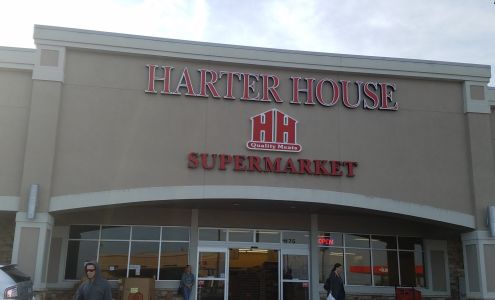 HARTER HOUSE
HH
Quality Meats
SUPERMARKET
OPEN